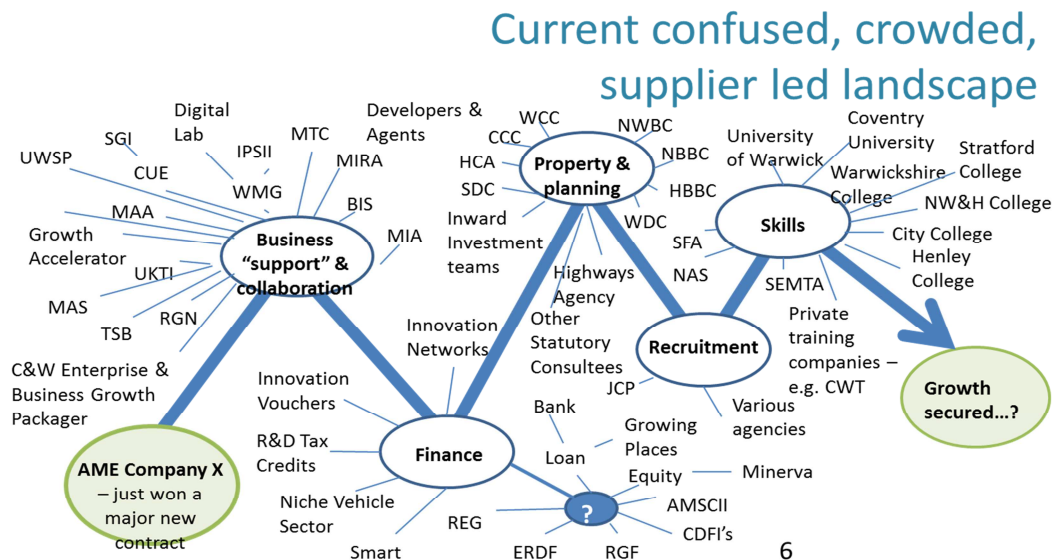 Current confused, crowded,
supplier led landscape
UWSP
SGI
Digital
Lab
CUE
IPSII
WMG
MTC
Developers &
Agents
MIRA
BIS
MIA
MAA
Growth
Accelerator
UKTI
MAS
TSB
RGN
C&W Enterprise &
Business Growth
Packager
Business
"support" &
collaboration
AME Company X
– just won a
major new
contract
Innovation
Networks
Innovation
Vouchers
R&D Tax
Credits
Niche Vehicle
Sector
Smart
Finance
REG
?
Bank
Loan
Growing
Places
Equity
Minerva
AMSCII
CDFI's
RGF
ERDF
WCC
CCC
HCA
SDC
Inward
Investment
teams
Property &
planning
NWBC
NBBC
HBBC
WDC
Highways
Agency
Other
Statutory
Consultees
Recruitment
JCP
Various
agencies
University
of Warwick
Coventry
University
Warwickshire
College
Stratford
College
NW&H College
City College
Henley
College
Skills
SFA
NAS
SEMTA
Private
training
companies –
e.g. CWT
Growth
secured...?
6